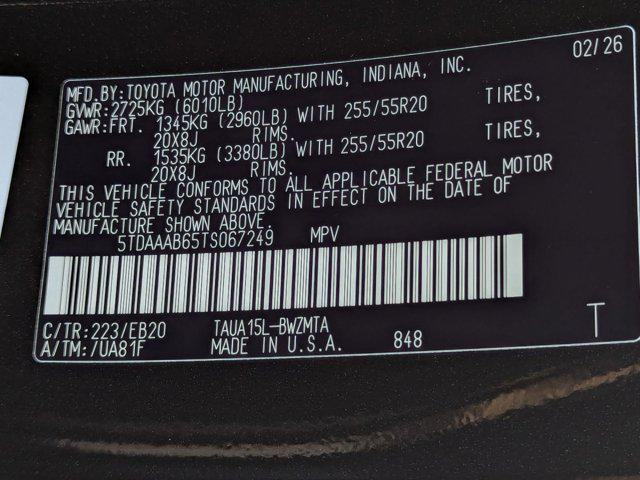 02/26
MFD.BY:TOYOTA MOTOR MANUFACTURING, INDIANA, INC.
GVWR:2725KG (6010LB)
GAWR:FRT. 1345KG (2960LB) WITH 255/55R20 TIRES,
20X8J RIMS.
RR. 1535KG (3380LB) WITH 255/55R20 TIRES,
20X8J RIMS.
THIS VEHICLE CONFORMS TO ALL APPLICABLE FEDERAL MOTOR
VEHICLE SAFETY STANDARDS IN EFFECT ON THE DATE OF
MANUFACTURE SHOWN ABOVE.
5TDAAAB65TS067249 MPV
C/TR:223/EB20 TAUA15L-BWZMTA
A/TM:/UA81F MADE IN U.S.A. 848 T